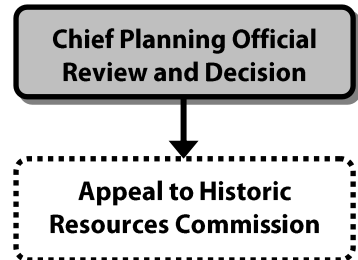 Chief Planning Official
Review and Decision
Appeal to Historic
Resources Commission